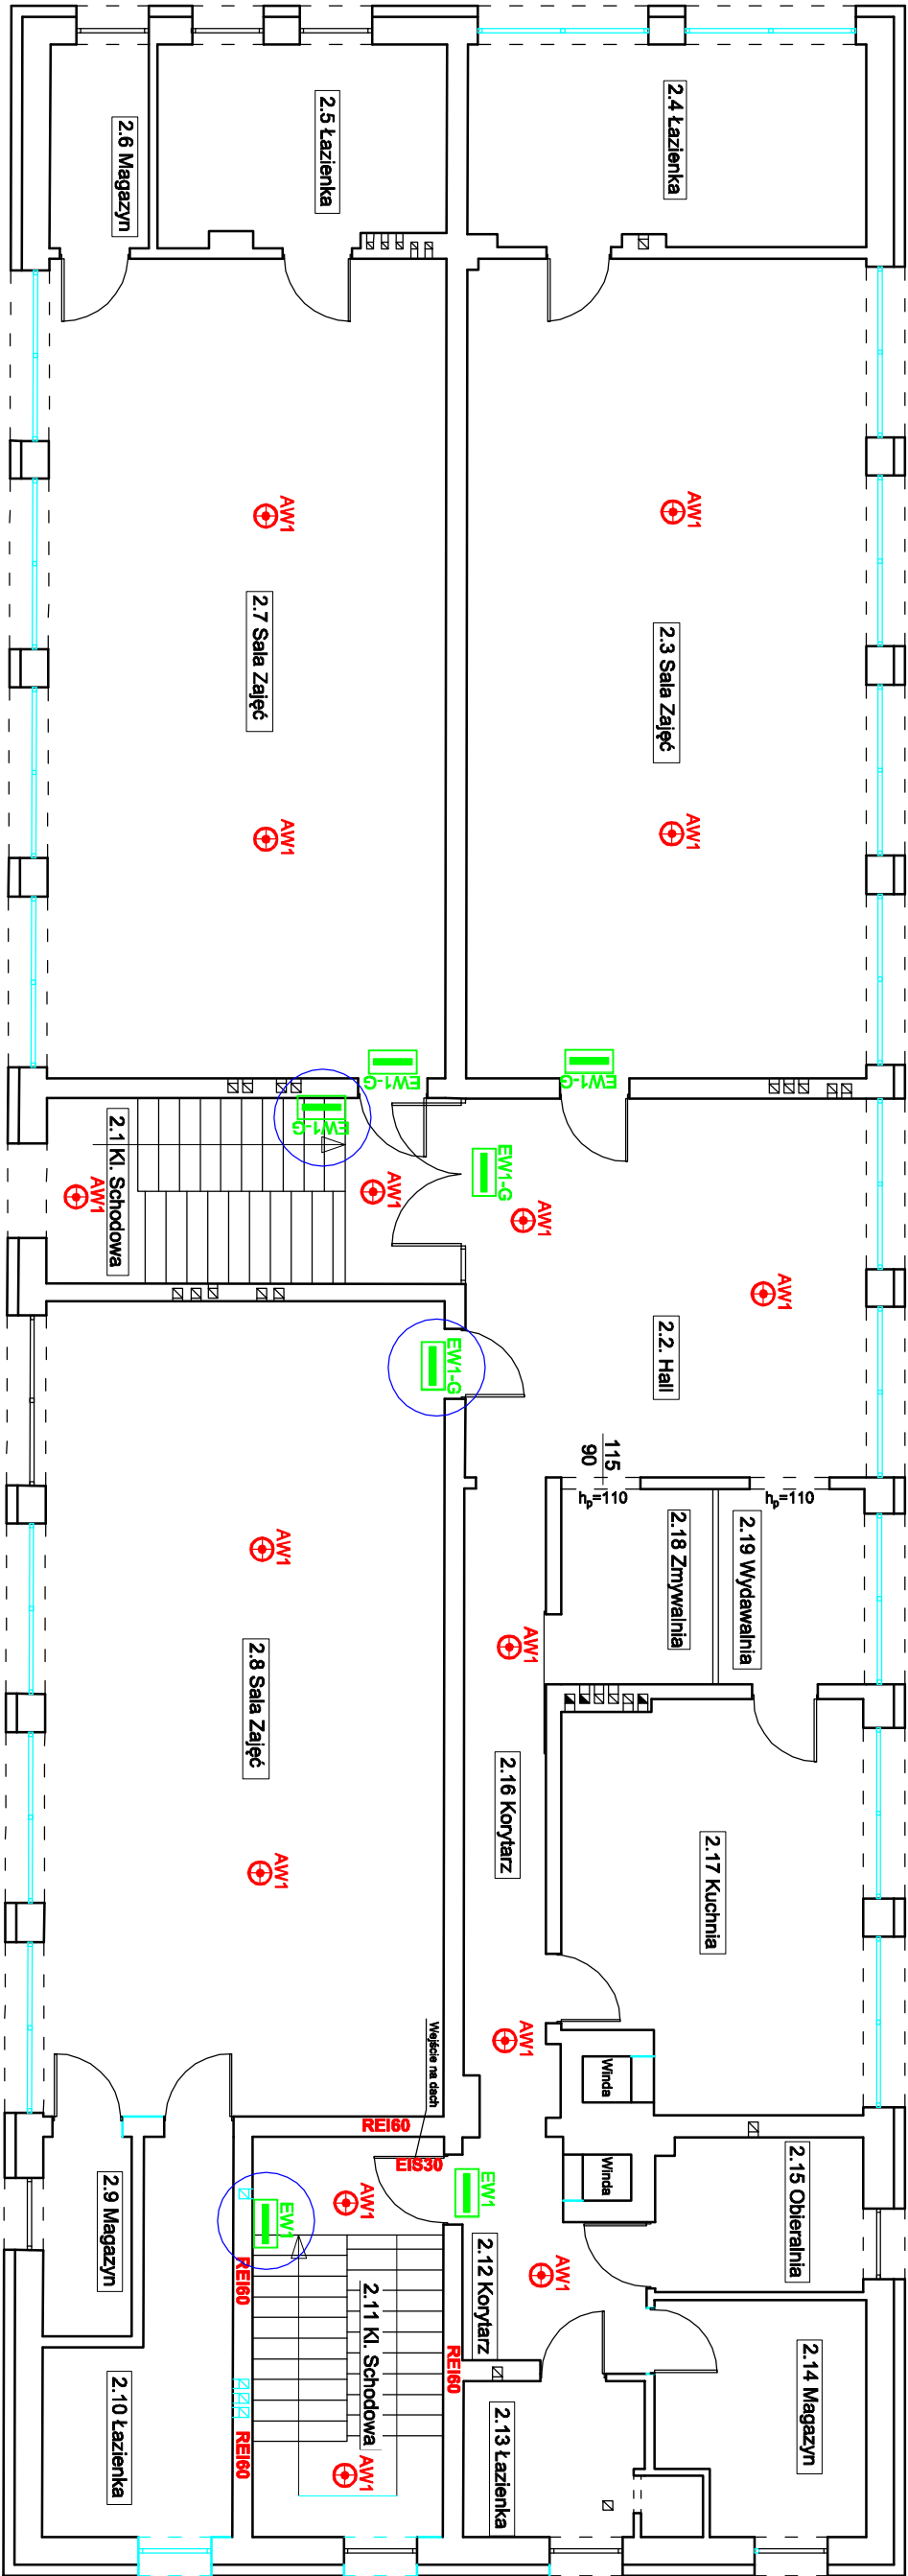 2.6 Magazyn
2.5 Łazienka
2.4 Łazienka
AW1
AW1
2.7 Sala Zajęć
2.3 Sala Zajęć
AW1
AW1
EW1-G
EW1-G
EW1-G
2.1 Kl. Schodowa
AW1
AW1
EW1-G
AW1
AW1
2.2. Hall
EW1-G
115
90
hp=110
hp=110
2.18 Zmywalnia
2.19 Wydawalnia
AW1
AW1
2.8 Sala Zajęć
2.16 Korytarz
2.17 Kuchnia
AW1
AW1
Wejście na dach
Winda
Winda
REI60
EIS30
EW1
AW1
EW1
2.15 Obieralnia
2.9 Magazyn
REI60
2.12 Korytarz
AW1
2.11 Kl. Schodowa
REI60
2.14 Magazyn
2.10 Łazienka
REI60
AW1
2.13 Łazienka